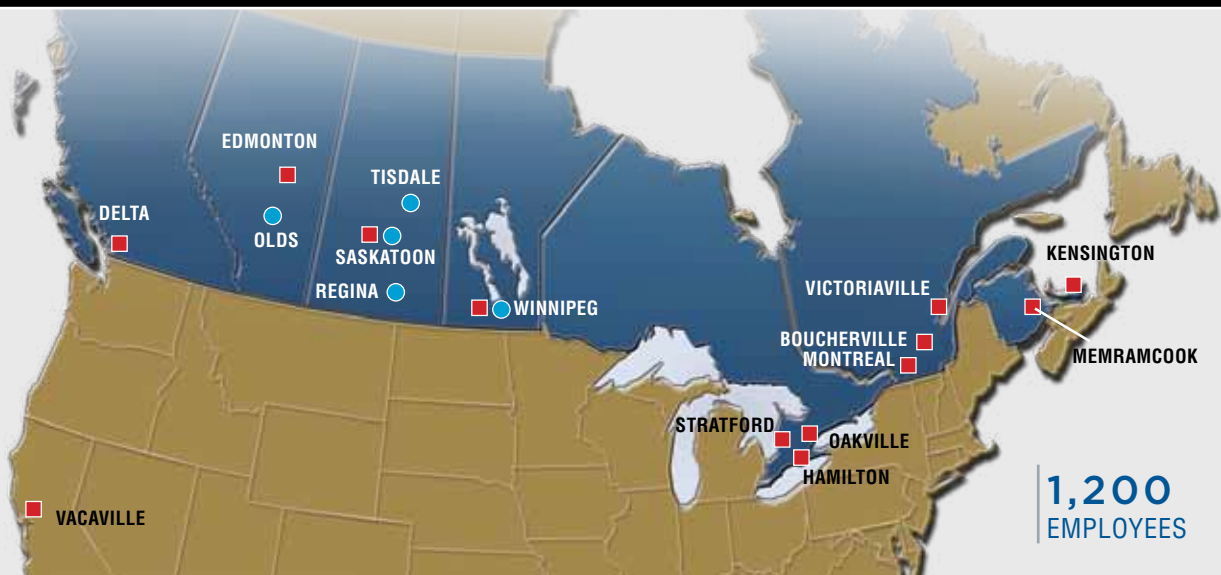 EDMONTON
TISDALE
DELTA
OLDS
SASKATOON
REGINA
WINNIPEG
KENSINGTON
VICTORIAVILLE
BOUCHERVILLE
MONTREAL
MEMRAMCOOK
STRATFORD
OAKVILLE
HAMILTON
VACAVILLE
1,200
EMPLOYEES